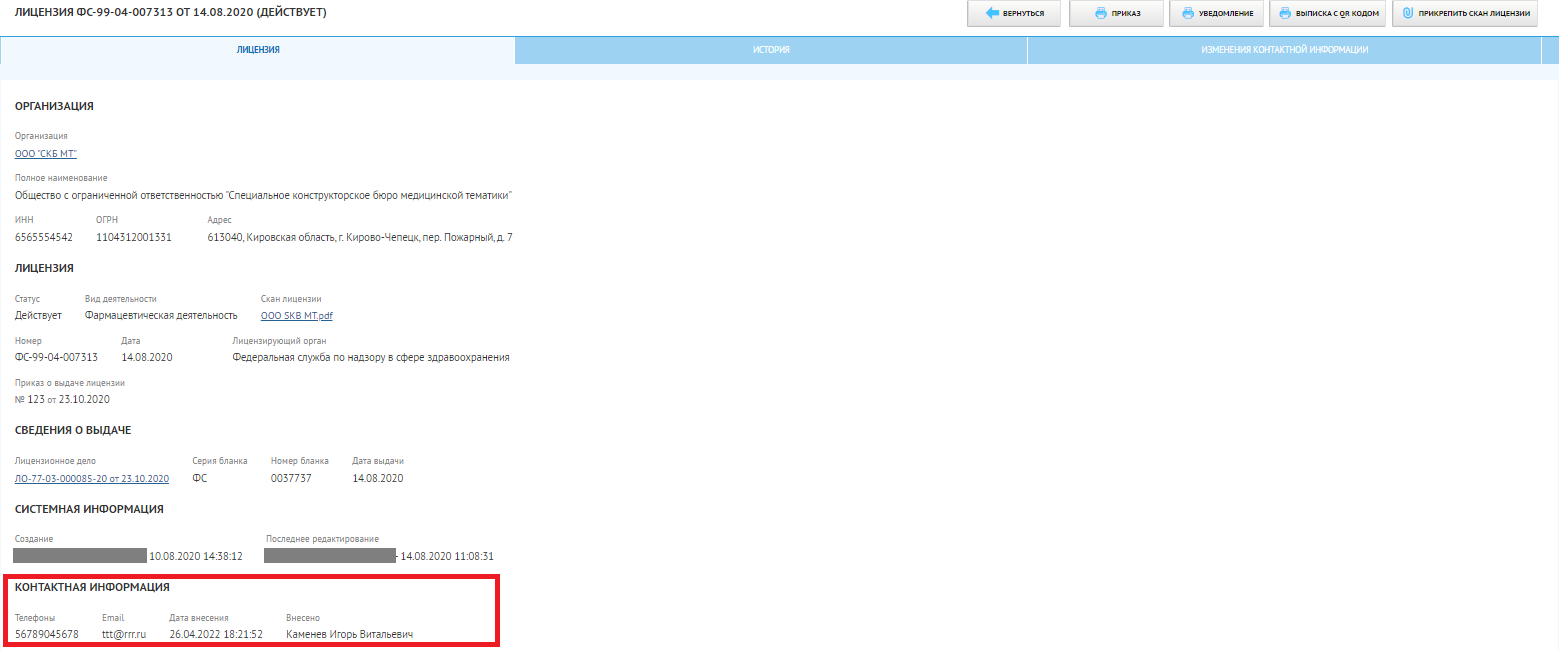 ЛИЦЕНЗИЯ ФС-99-04-007313 ОТ 14.08.2020 (ДЕЙСТВУЕТ)
ВЕРНУТЬСЯ ПРИКАЗ УВЕДОМЛЕНИЕ ВЫПИСКА С QR КОДОМ ПРИКРЕПИТЬ СКАН ЛИЦЕНЗИИ
ЛИЦЕНЗИЯ ИСТОРИЯ ИЗМЕНЕНИЯ КОНТАКТНОЙ ИНФОРМАЦИИ
ОРГАНИЗАЦИЯ
Организация
ООО "СКБ МТ"
Полное наименование
Общество с ограниченной ответственностью "Специальное конструкторское бюро медицинской тематики"
ИНН ОГРН Адрес
6565554542 1104312001331 613040, Кировская область, г. Кирово-Чепецк, пер. Пожарный, д. 7
ЛИЦЕНЗИЯ
Статус Вид деятельности Скан лицензии
Действует Фармацевтическая деятельность OOO SKB MT.pdf
Номер Дата Лицензирующий орган
ФС-99-04-007313 14.08.2020 Федеральная служба по надзору в сфере здравоохранения
Приказ о выдаче лицензии
№ 123 от 23.10.2020
СВЕДЕНИЯ О ВЫДАЧЕ
Лицензионное дело Серия бланка Номер бланка Дата выдачи
ЛО-77-03-000085-20 от 23.10.2020 ФС 0037737 14.08.2020
СИСТЕМНАЯ ИНФОРМАЦИЯ
Создание Последнее редактирование
10.08.2020 14:38:12 - 14.08.2020 11:08:31
КОНТАКТНАЯ ИНФОРМАЦИЯ
Телефоны Email Дата внесения Внесено
56789045678 ttt@rrr.ru 26.04.2022 18:21:52 Каменев Игорь Витальевич